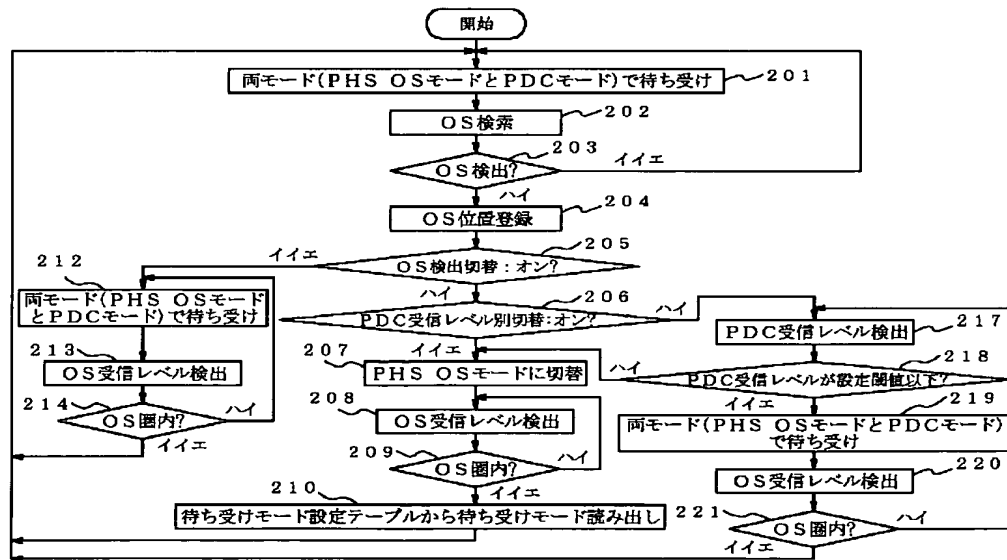 開始
両モード(PHS OSモードとPDCモード)で待ち受け
201
OS検索
202
OS検出?
203
イイエ
ハイ
OS位置登録
204
OS検出切替:オン?
205
イイエ
ハイ
PDC受信レベル別切替:オン?
206
ハイ
イイエ
212
両モード(PHS OSモード
とPDCモード)で待ち受け
213
OS受信レベル検出
214
OS圏内?
ハイ
イイエ
207
PHS OSモードに切替
208
OS受信レベル検出
209
OS圏内?
ハイ
イイエ
210
待ち受けモード設定テーブルから待ち受けモード読み出し
217
PDC受信レベル検出
218
PDC受信レベルが設定閾値以下?
ハイ
イイエ
219
両モード(PHS OSモードとPDCモード)
で待ち受け
220
OS受信レベル検出
221
OS圏内?
ハイ
イイエ